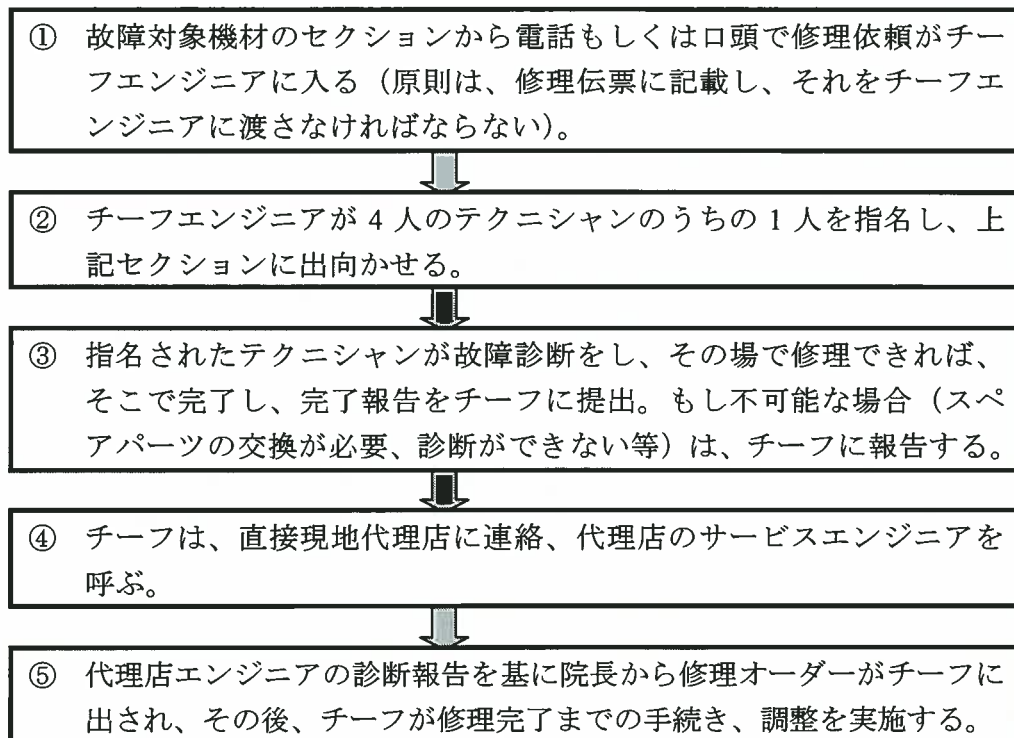 ① 故障対象機材のセクションから電話もしくは口頭で修理依頼がチー
フエンジニアに入る（原則は、修理伝票に記載し、それをチーフエ
ンジニアに渡さなければならない）。
② チーフエンジニアが 4 人のテクニシャンのうちの 1 人を指名し、上
記セクションに出向かせる。
③ 指名されたテクニシャンが故障診断をし、その場で修理できれば、
そこで完了し、完了報告をチーフに提出。もし不可能な場合（スペ
アパーツの交換が必要、診断ができない等）は、チーフに報告する。
④ チーフは、直接現地代理店に連絡、代理店のサービスエンジニアを
呼ぶ。
⑤ 代理店エンジニアの診断報告を基に院長から修理オーダーがチーフに
出され、その後、チーフが修理完了までの手続き、調整を実施する。